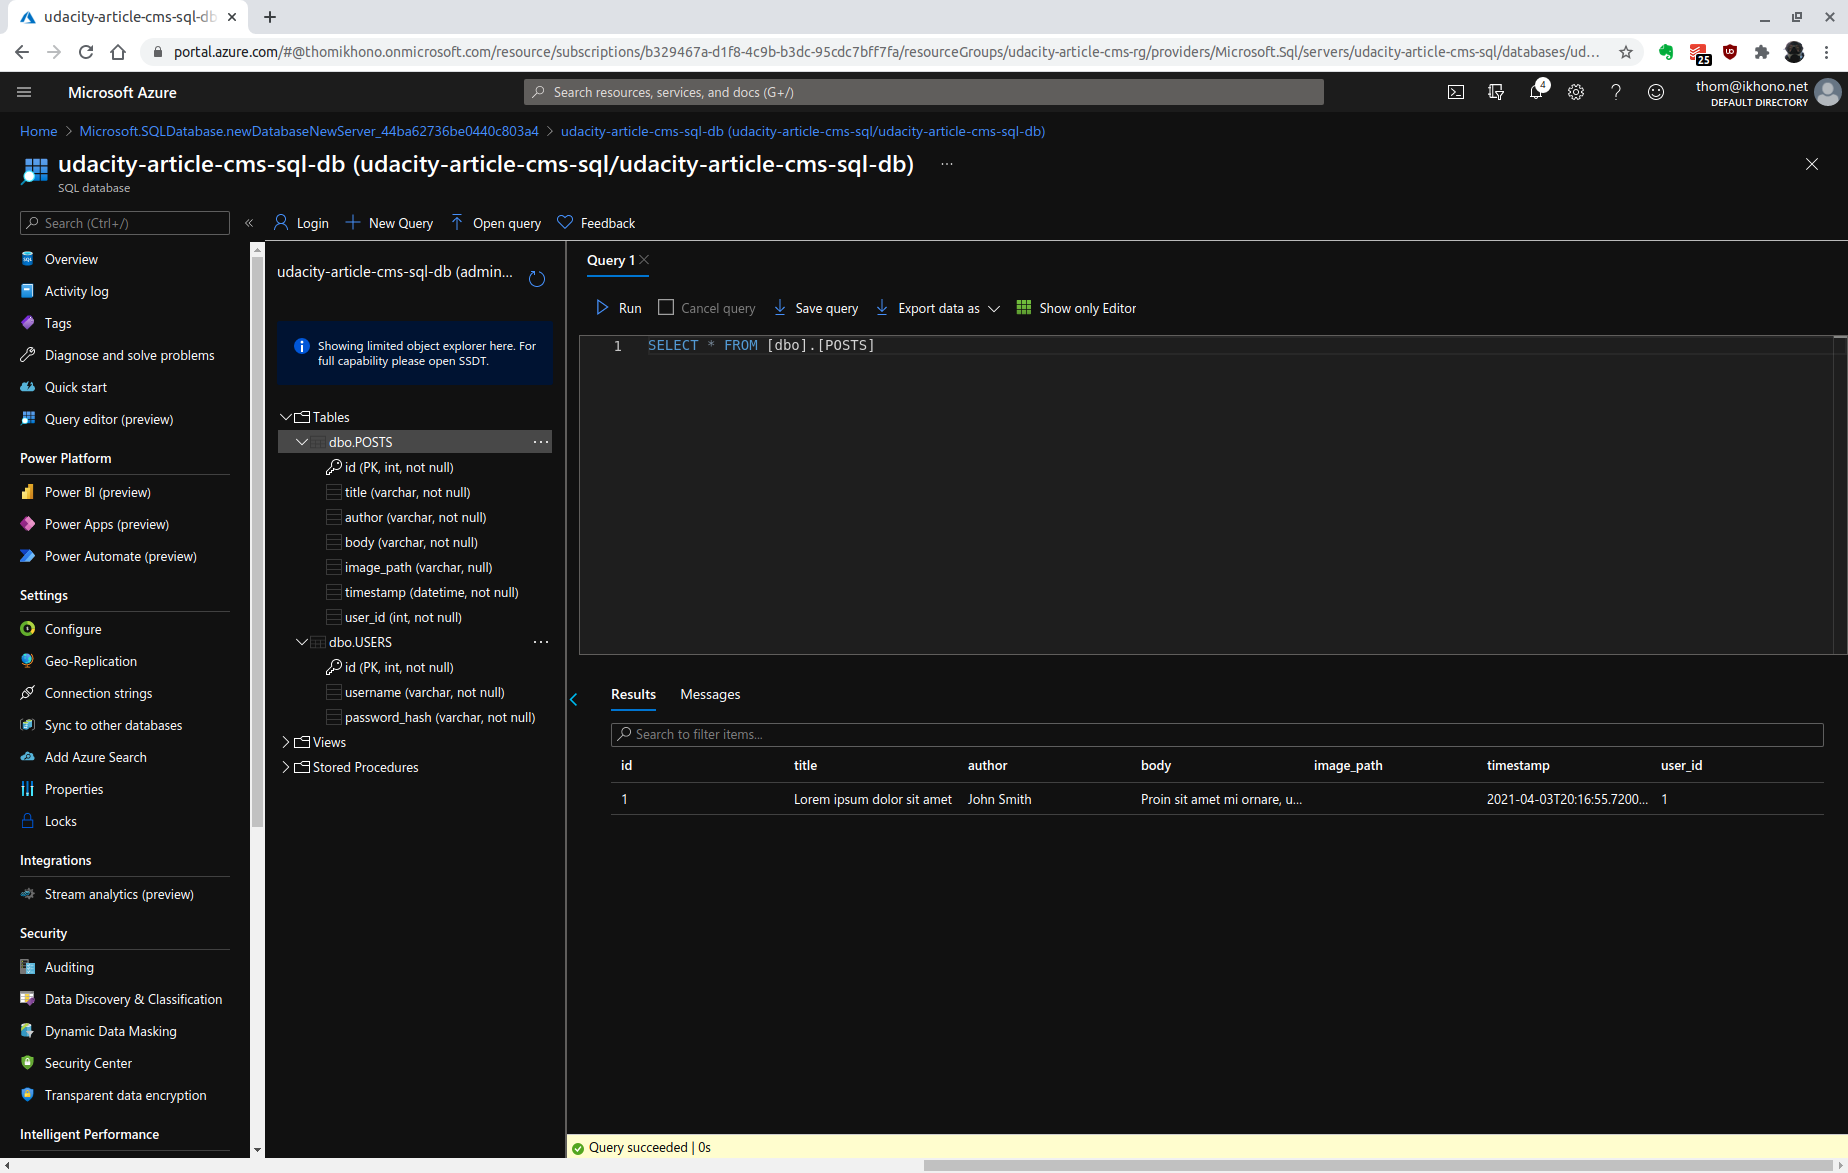 udacity-article-cms-sql-db
portal.azure.com/#@thomikhono.onmicrosoft.com/resource/subscriptions/b329467a-d1f8-4c9b-b3dc-95cdc7bff7fa/resourceGroups/udacity-article-cms-rg/providers/Microsoft.Sql/servers/udacity-article-cms-sql/databases/ud...
25
Microsoft Azure
Search resources, services, and docs (G+/)
4
thom@ikhono.net
DEFAULT DIRECTORY
Home > Microsoft.SQLDatabase.newDatabaseNewServer_44ba62736be0440c803a4 > udacity-article-cms-sql-db (udacity-article-cms-sql/udacity-article-cms-sql-db)
udacity-article-cms-sql-db (udacity-article-cms-sql/udacity-article-cms-sql-db) ...
SQL database
Search (Ctrl+/)
Overview
Activity log
Tags
Diagnose and solve problems
Quick start
Query editor (preview)
Power Platform
Power BI (preview)
Power Apps (preview)
Power Automate (preview)
Settings
Configure
Geo-Replication
Connection strings
Sync to other databases
Add Azure Search
Properties
Locks
Integrations
Stream analytics (preview)
Security
Auditing
Data Discovery & Classification
Dynamic Data Masking
Security Center
Transparent data encryption
Intelligent Performance
Login New Query Open query Feedback
udacity-article-cms-sql-db (admin...
Showing limited object explorer here. For
full capability please open SSDT.
Tables
dbo.POSTS ...
id (PK, int, not null)
title (varchar, not null)
author (varchar, not null)
body (varchar, not null)
image_path (varchar, null)
timestamp (datetime, not null)
user_id (int, not null)
dbo.USERS ...
id (PK, int, not null)
username (varchar, not null)
password_hash (varchar, not null)
Views
Stored Procedures
Query 1
Run Cancel query Save query Export data as Show only Editor
1 SELECT * FROM [dbo].[POSTS]
Results Messages
Search to filter items...
id title author body image_path timestamp user_id
1 Lorem ipsum dolor sit amet John Smith Proin sit amet mi ornare, u... 2021-04-03T20:16:55.7200... 1
Query succeeded | 0s